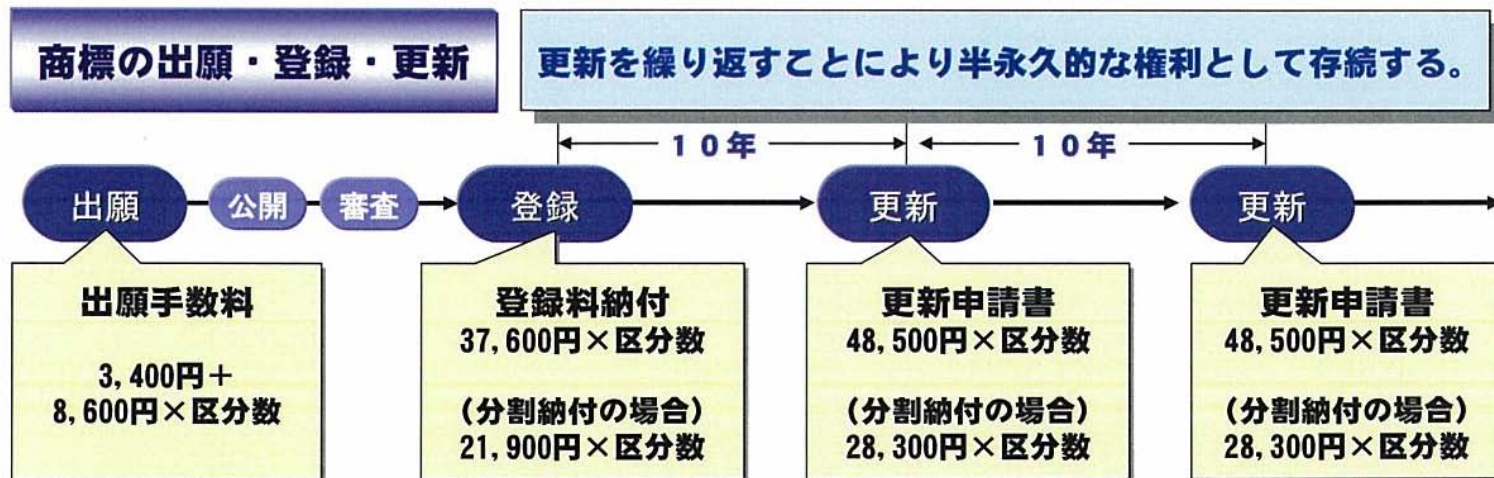 商標の出願・登録・更新
更新を繰り返すことにより半永久的な権利として存続する。
10年
10年
出願
公開
審査
登録
更新
更新
出願手数料
3,400円+
8,600円×区分数
登録料納付
37,600円×区分数
(分割納付の場合)
21,900円×区分数
更新申請書
48,500円×区分数
(分割納付の場合)
28,300円×区分数
更新申請書
48,500円×区分数
(分割納付の場合)
28,300円×区分数